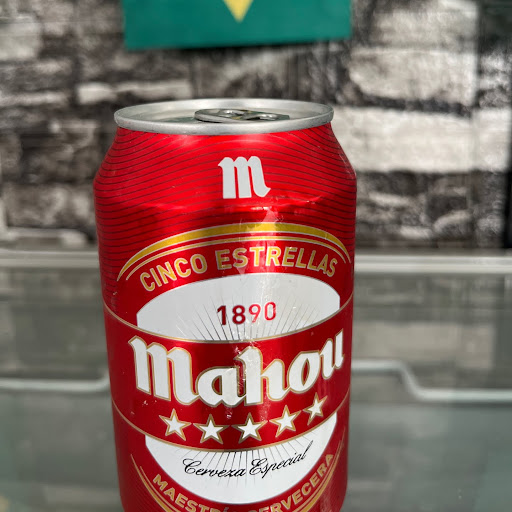 m
CINCO ESTRELLAS
1890
Mahou
Cerveza Especial
MAESTRA CERVECERA